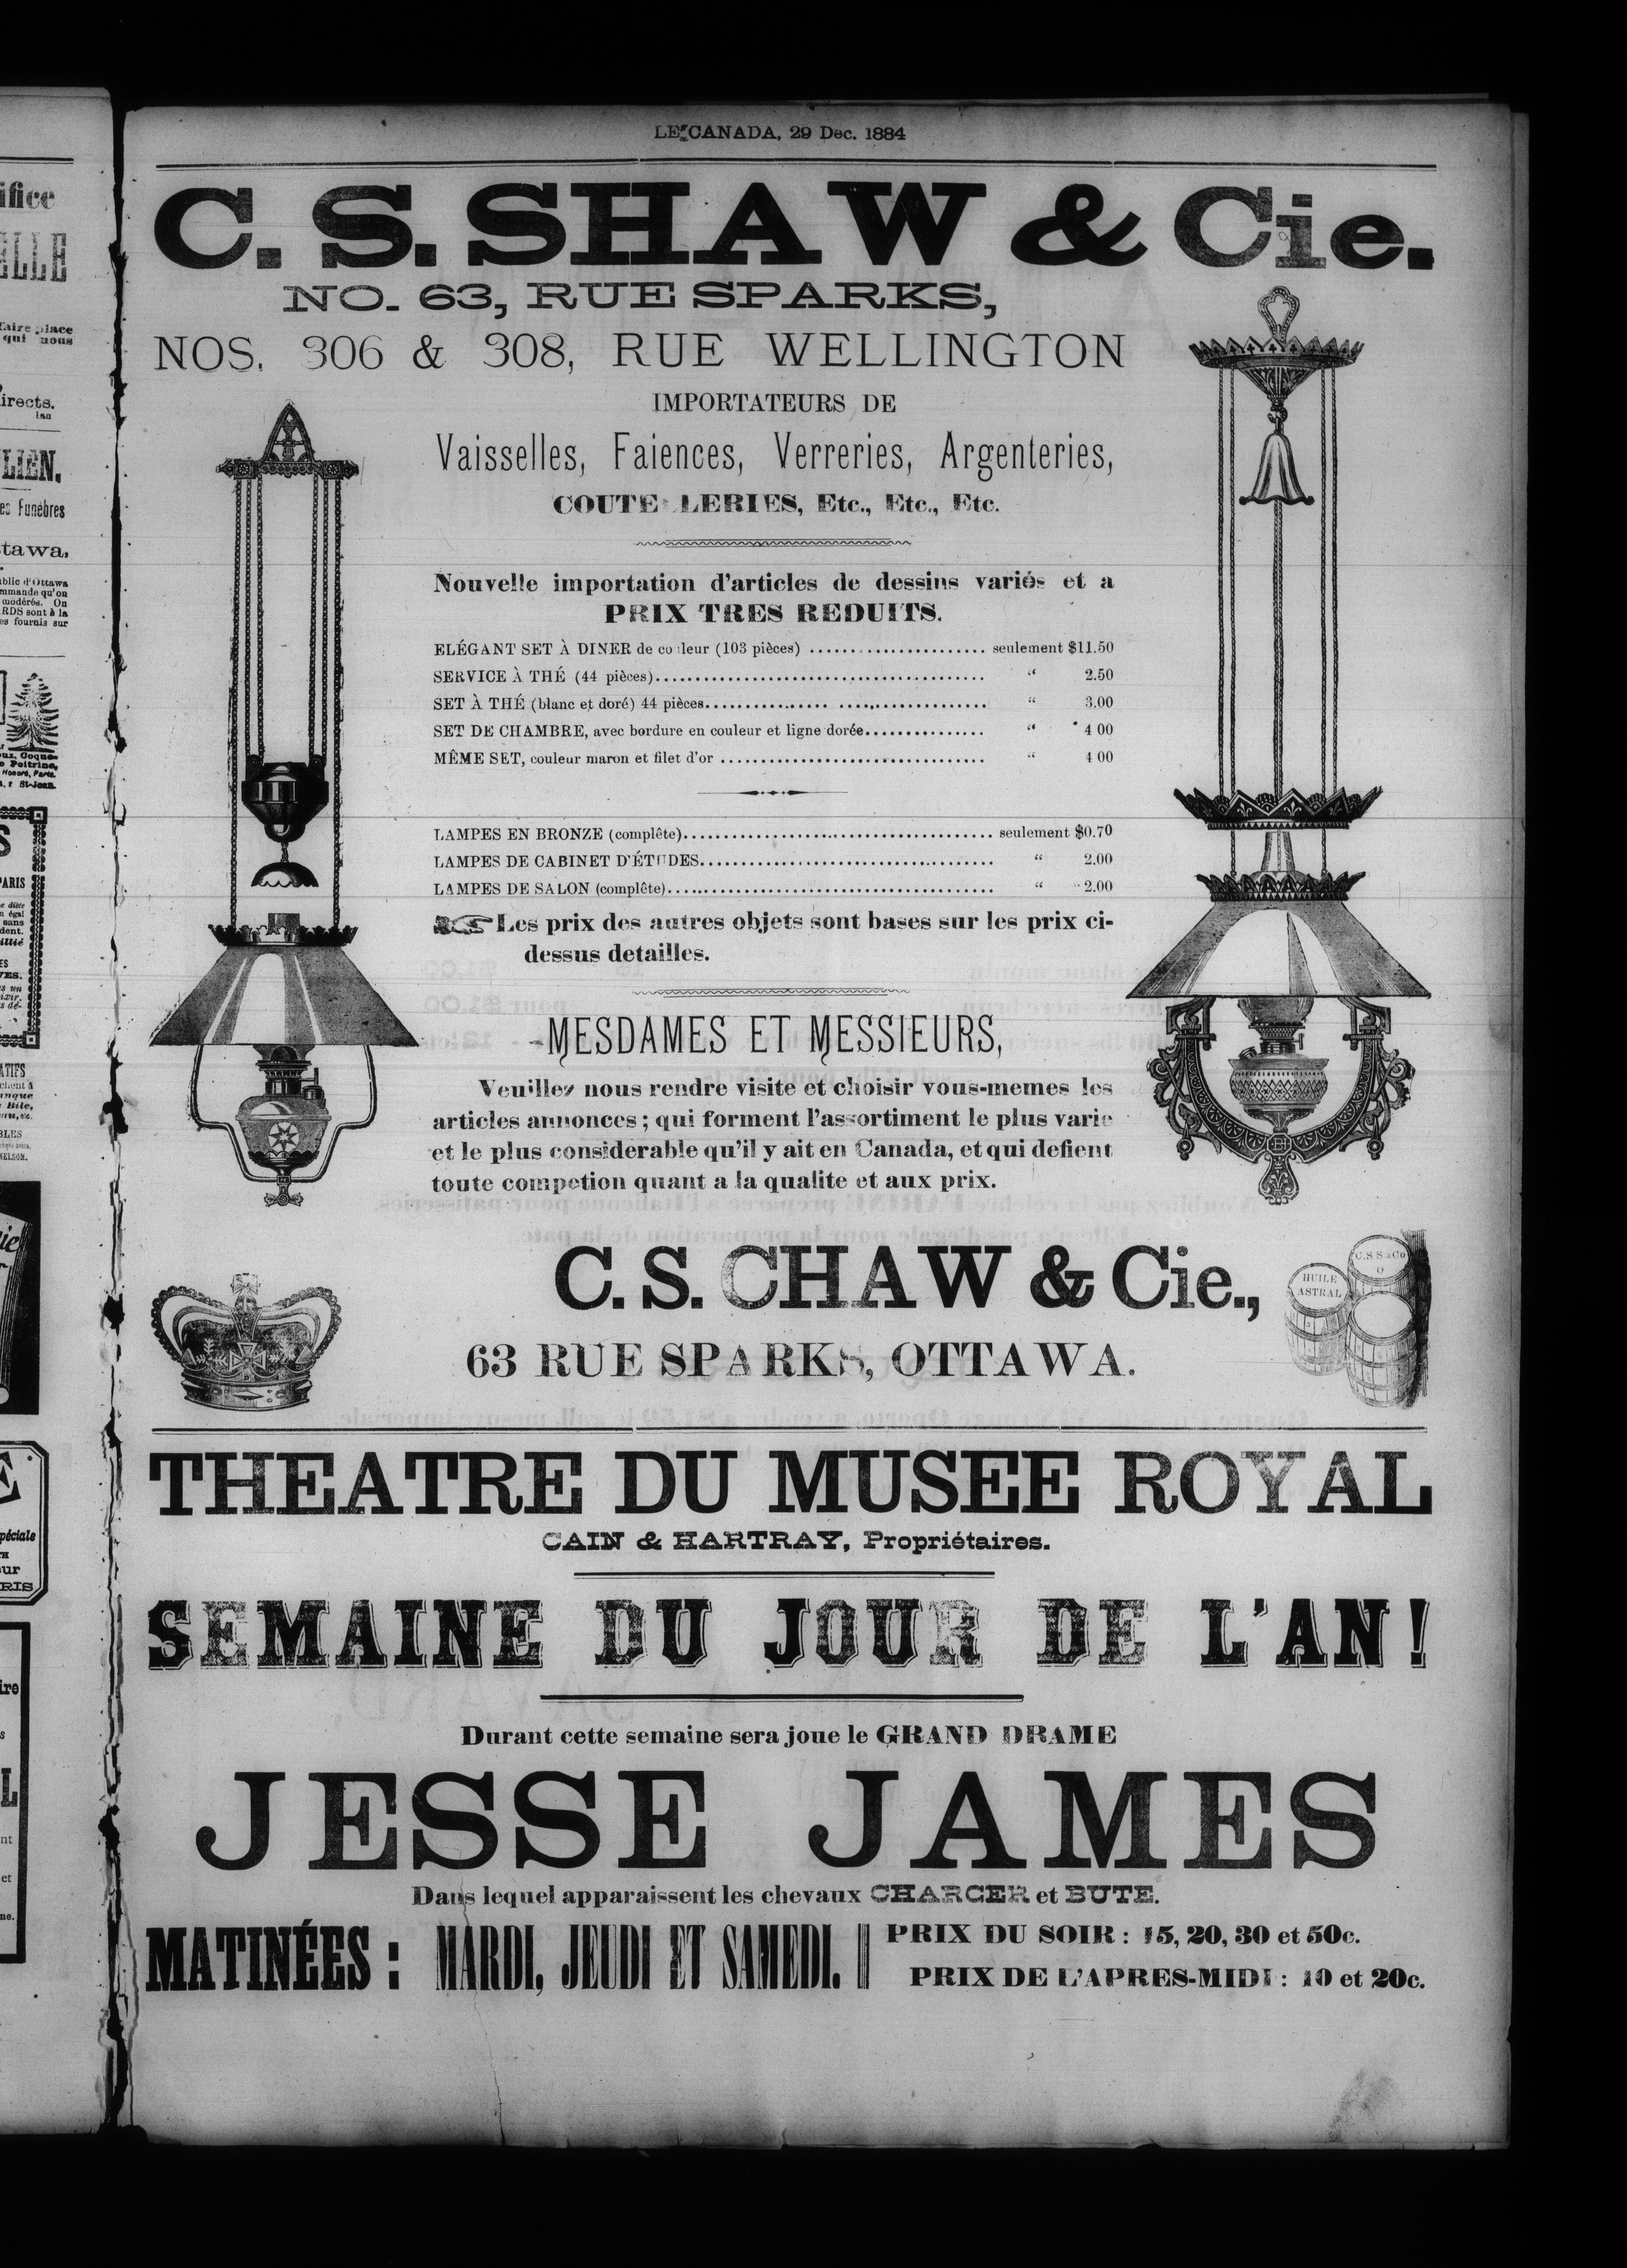 LE CANADA, 29 Dec. 1884
C. S. SHAW & Cie.
NO. 63, RUE SPARKS,
NOS. 306 & 308, RUE WELLINGTON
IMPORTATEURS DE
Vaisselles, Faiences, Verreries, Argenteries,
COUTELLERIES, Etc., Etc., Etc.
Nouvelle importation d'articles de dessins variés et a
PRIX TRES REDUITS.
ELÉGANT SET À DINER de couleur (103 pièces) ...................... seulement $11.50
SERVICE À THÉ (44 pièces)...................... “ 2.50
SET À THÉ (blanc et doré) 44 pièces...................... “ 3.00
SET DE CHAMBRE, avec bordure en couleur et ligne dorée............... “ 4 00
MÊME SET, couleur maron et filet d'or ...................... “ 4 00
LAMPES EN BRONZE (complête)...................... seulement $0.70
LAMPES DE CABINET D'ÉTUDES...................... “ 2.00
LAMPES DE SALON (complête)...................... “ 2.00
Les prix des autres objets sont bases sur les prix ci-
dessus detailles.
MESDAMES ET MESSIEURS,
Veuillez nous rendre visite et choisir vous-memes les
articles annonces ; qui forment l'assortiment le plus varie
et le plus considerable qu'il y ait en Canada, et qui defient
toute competion quant a la qualite et aux prix.
C. S. CHAW & Cie.,
63 RUE SPARKS, OTTAWA.
C.S S. & Co
O
HUILE
ASTRAL
THEATRE DU MUSEE ROYAL
CAIN & HARTRAY, Propriétaires.
SEMAINE DU JOUR DE L'AN!
Durant cette semaine sera joue le GRAND DRAME
JESSE JAMES
Dans lequel apparaissent les chevaux CHARCER et BUTE.
MATINÉES : MARDI, JEUDI ET SAMEDI.
PRIX DU SOIR : 15, 20, 30 et 50c.
PRIX DE L'APRES-MIDI : 10 et 20c.